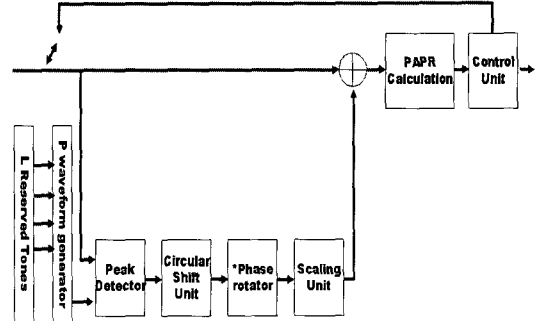 PAPR
Calculation
Control
Unit
L Reserved Tones
P waveform generator
Peak
Detector
Circular
Shift
Unit
*Phase
rotator
Scaling
Unit